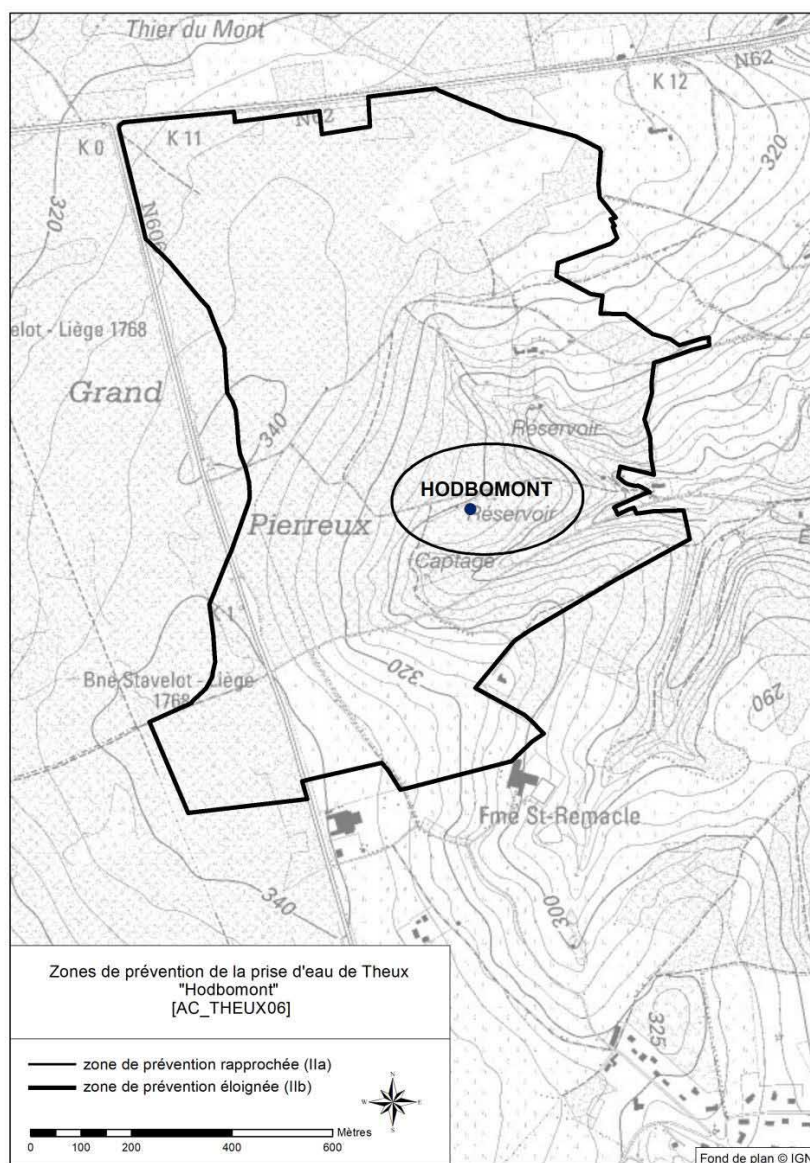 Thier du Mont
K 12
N62
N62
K 0
K 11
320
320
N606
elot - Liège 1768
Grand
340
Réservoir
HODBOMONT
Pierreux
Réservoir
Captage
E
K 1
320
Bne Stavelot - Liège
1768
290
Fme St-Remacle
340
300
325
Zones de prévention de la prise d'eau de Theux
"Hodbomont"
[AC_THEUX06]
zone de prévention rapprochée (IIa)
zone de prévention éloignée (IIb)
N
W E
S
Mètres
0 100 200 400 600
Fond de plan © IGN